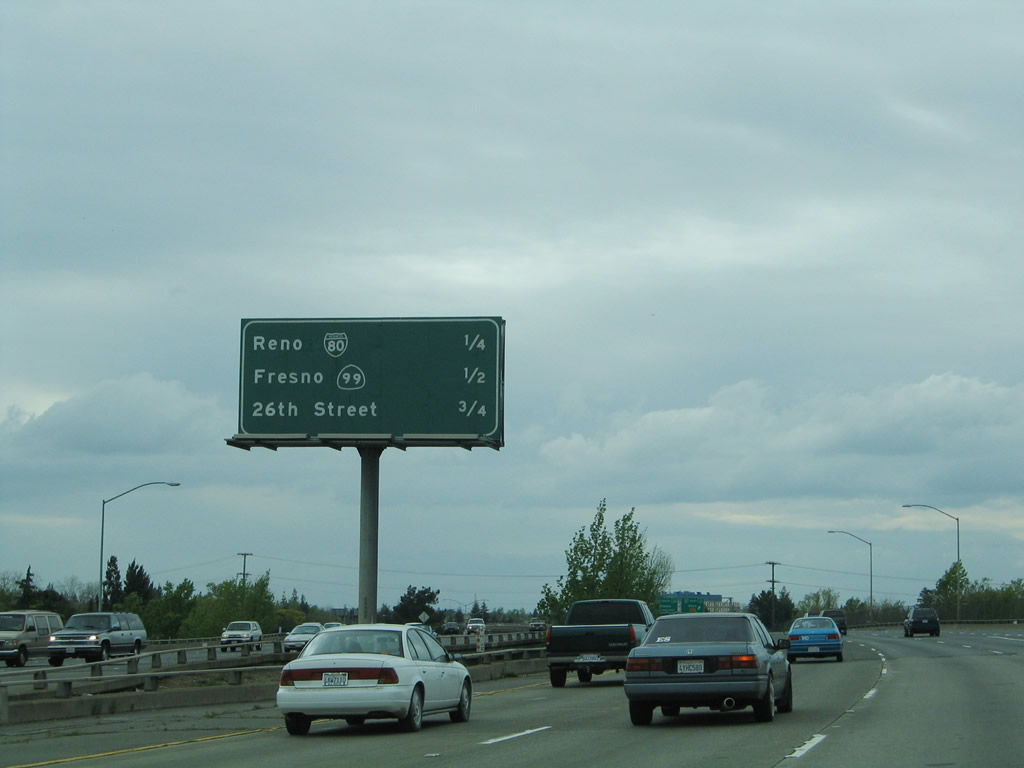 Reno 80 1/4
Fresno 99 1/2
26th Street 3/4